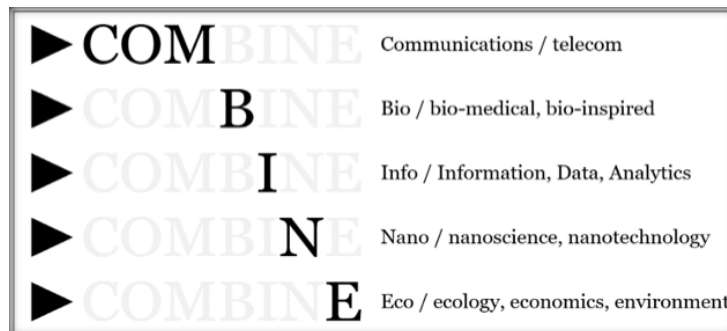 COMBINE Communications / telecom
COMBINE Bio / bio-medical, bio-inspired
COMBINE Info / Information, Data, Analytics
COMBINE Nano / nanoscience, nanotechnology
COMBINE Eco / ecology, economics, environment